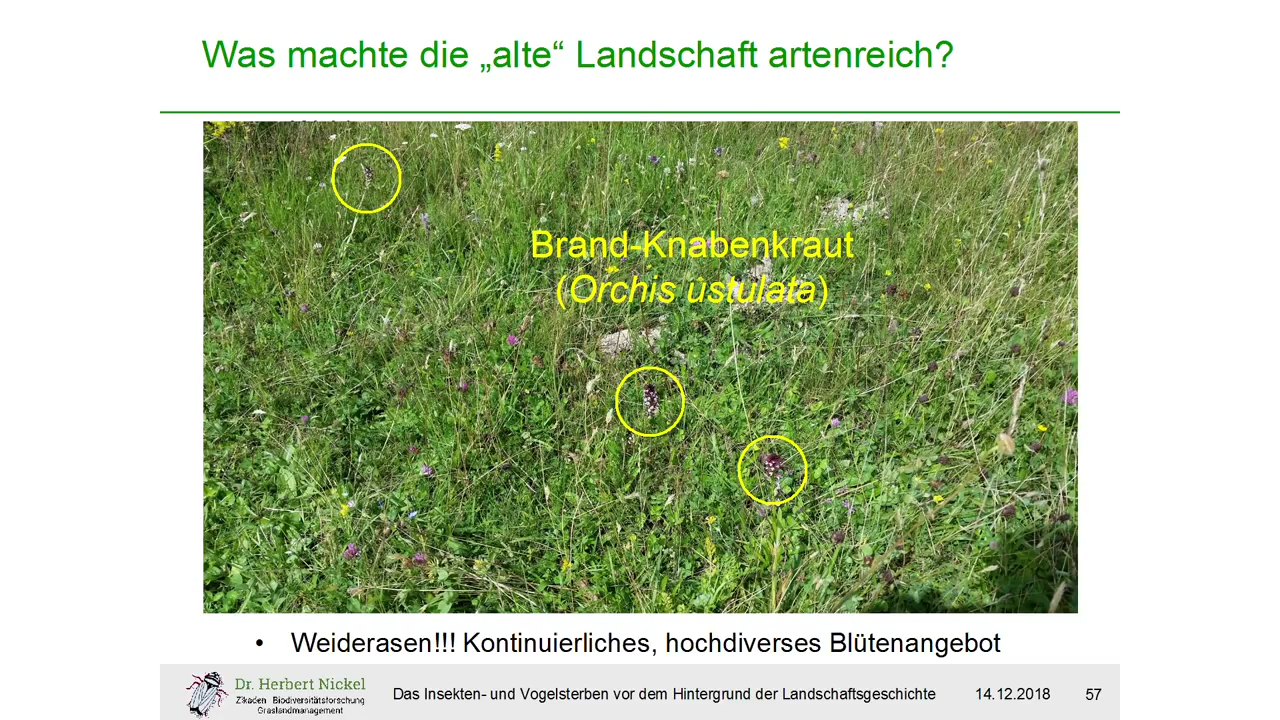 Was machte die „alte“ Landschaft artenreich?
Brand-Knabenkraut
(Orchis ustulata)
• Weiderasen!!! Kontinuierliches, hochdiverses Blütenangebot
Dr. Herbert Nickel
Zikaden Biodiversitätsforschung
Graslandmanagement
Das Insekten- und Vogelsterben vor dem Hintergrund der Landschaftsgeschichte 14.12.2018 57